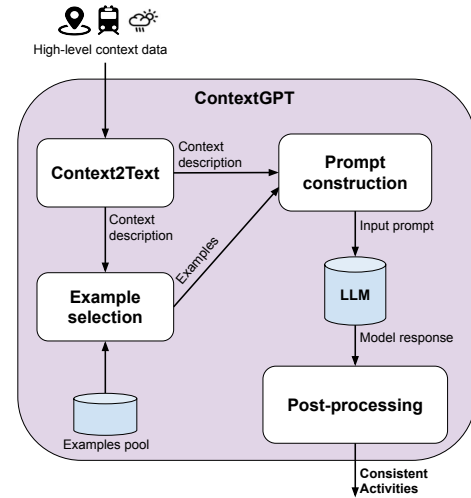 High-level context data
ContextGPT
Context2Text
Context
description
Prompt
construction
Context
description
Input prompt
Examples
Example
selection
LLM
Model response
Examples pool
Post-processing
Consistent
Activities